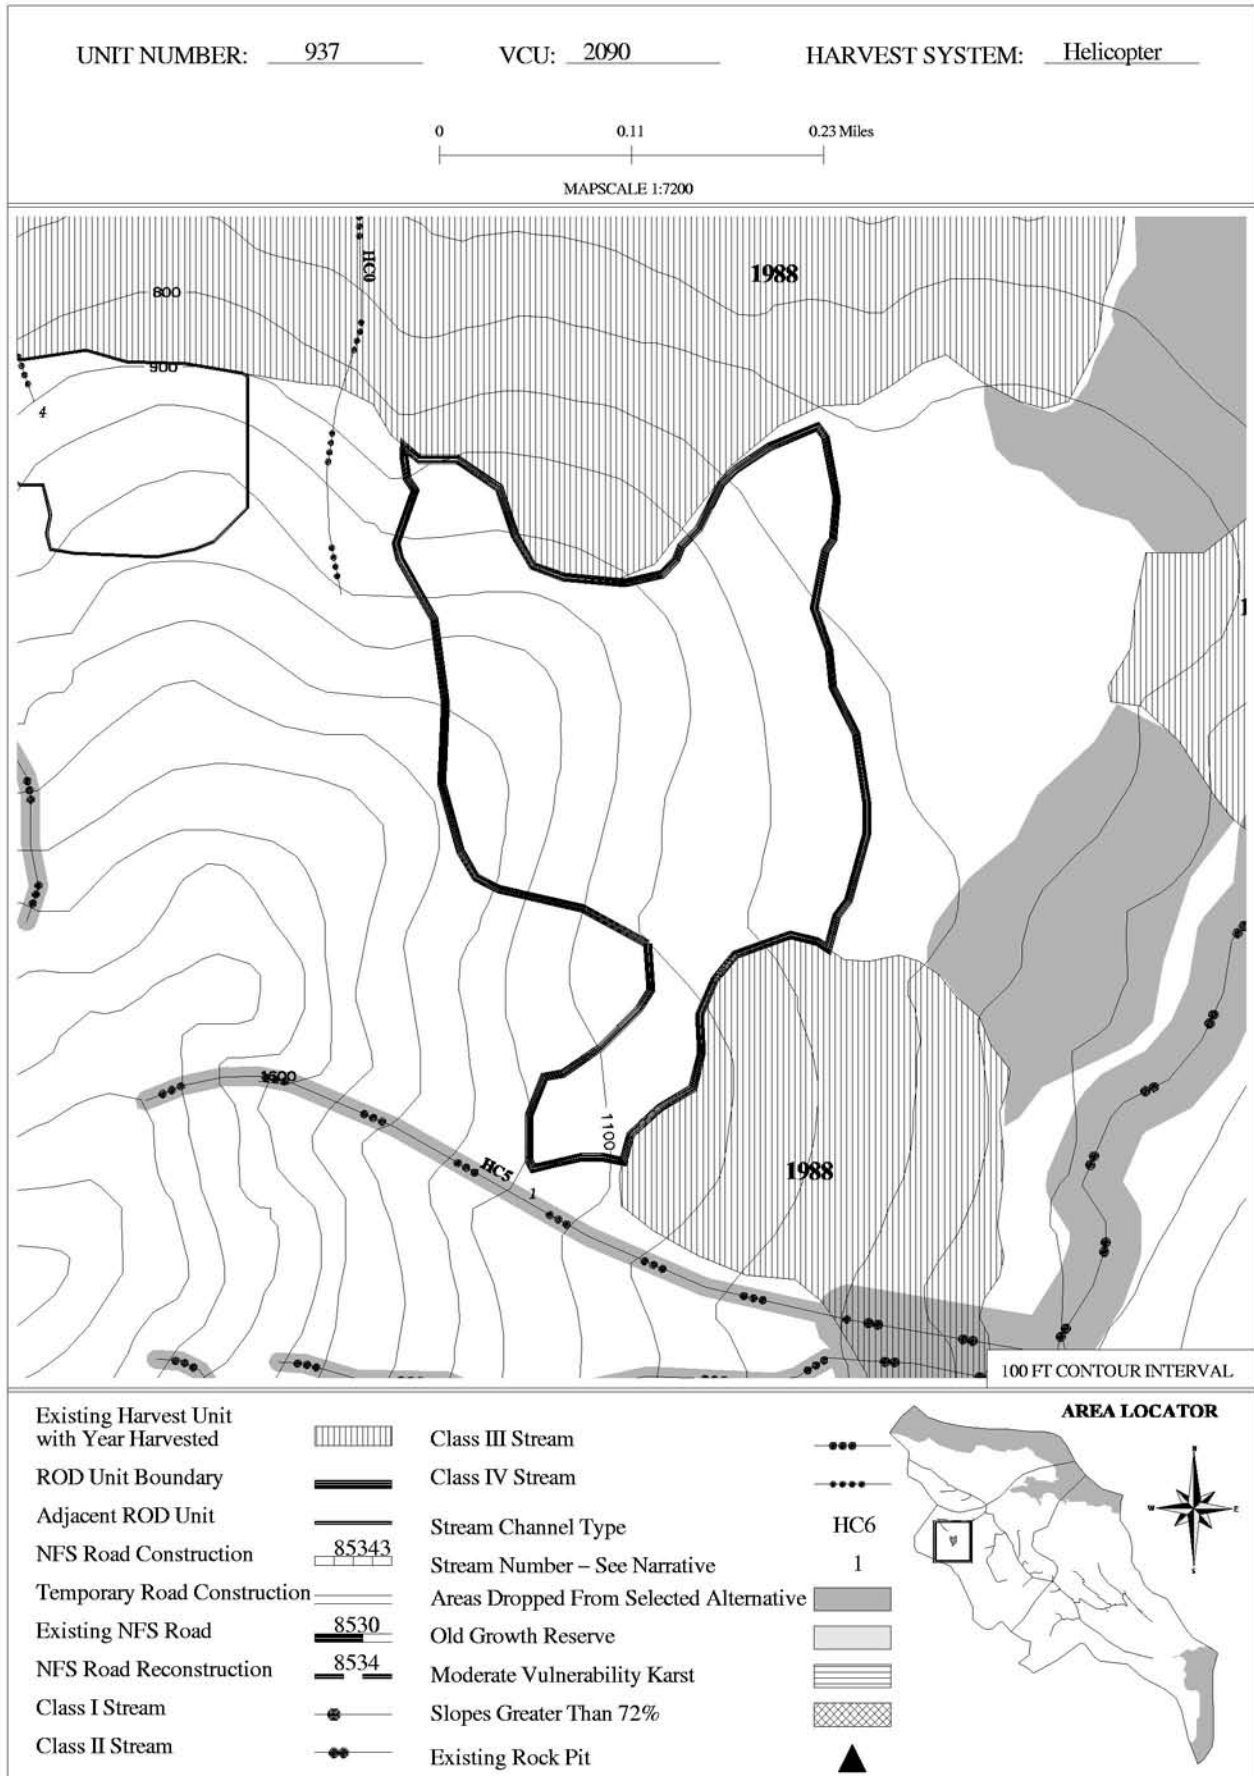 UNIT NUMBER: 937 VCU: 2090 HARVEST SYSTEM: Helicopter
0 0.11 0.23 Miles
MAPSCALE 1:7200
HC0
1988
800
900
4
1
1100
1600
HC5
1
1988
100 FT CONTOUR INTERVAL
Existing Harvest Unit
with Year Harvested
ROD Unit Boundary
Adjacent ROD Unit
NFS Road Construction 85343
Temporary Road Construction
Existing NFS Road 8530
NFS Road Reconstruction 8534
Class I Stream
Class II Stream
Class III Stream
Class IV Stream
Stream Channel Type HC6
Stream Number – See Narrative 1
Areas Dropped From Selected Alternative
Old Growth Reserve
Moderate Vulnerability Karst
Slopes Greater Than 72%
Existing Rock Pit
AREA LOCATOR
N
W E
S